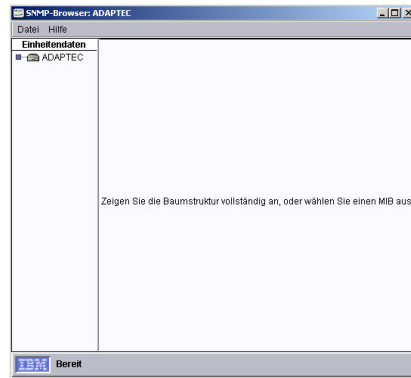 SNMP-Browser: ADAPTEC
Datei Hilfe
Einheitendaten
ADAPTEC
Zeigen Sie die Baumstruktur vollständig an, oder wählen Sie einen MIB aus
IBM Bereit